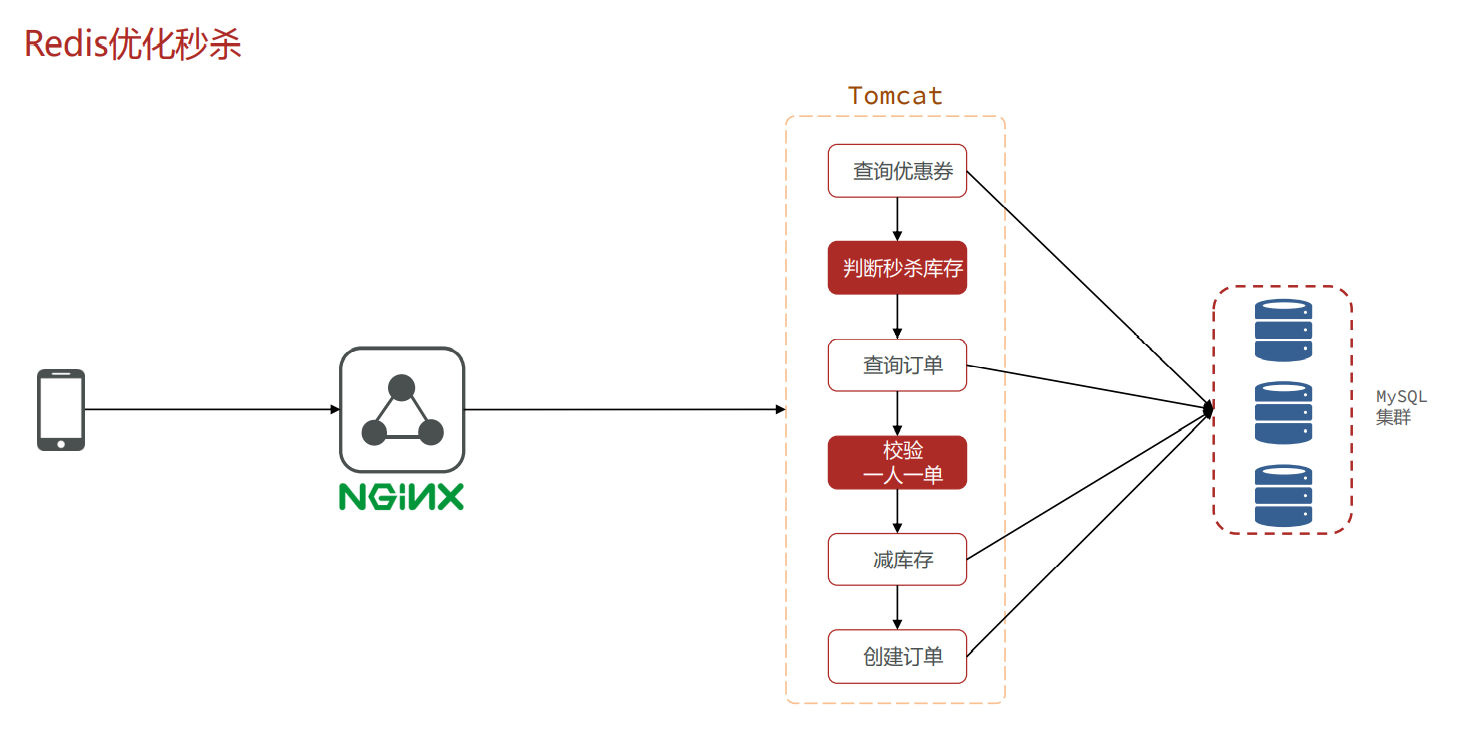 Redis优化秒杀
Tomcat
查询优惠券
判断秒杀库存
查询订单
校验
一人一单
减库存
创建订单
NGINX
MySQL
集群